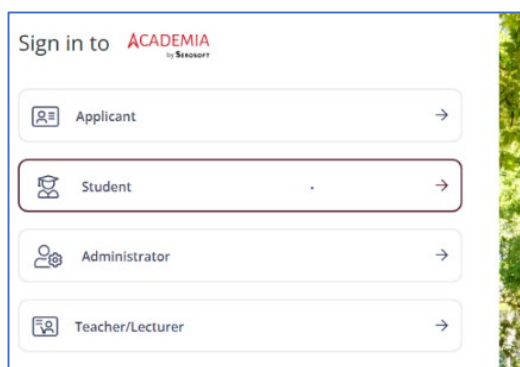 Sign in to ACADEMIA
by SEROSOFT
Applicant
Student
Administrator
Teacher/Lecturer